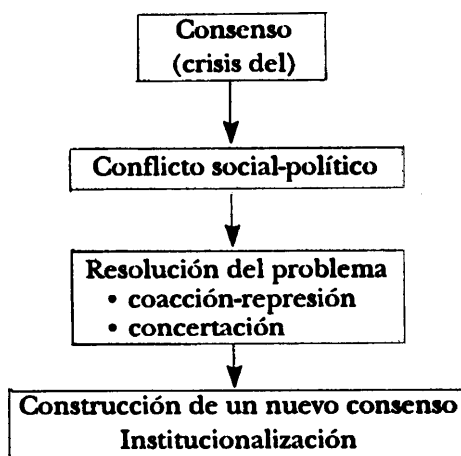 Consenso
(crisis del)
Conflicto social-político
Resolución del problema
• coacción-represión
• concertación
Construcción de un nuevo consenso
Institucionalización